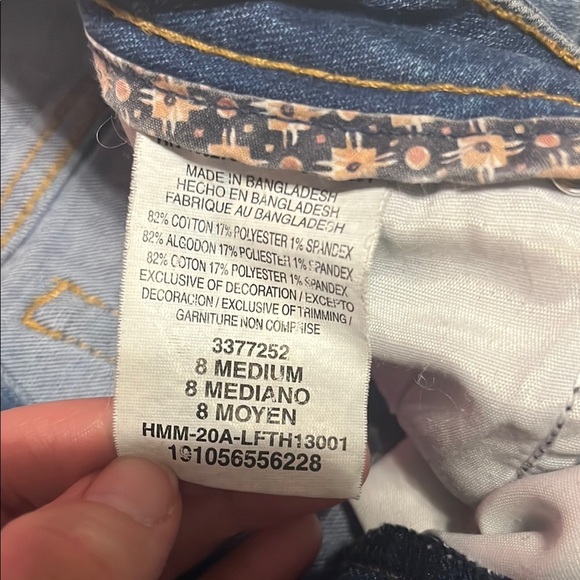 MADE IN BANGLADESH
HECHO EN BANGLADESH
FABRIQUE AU BANGLADESH
82% COTTON 17% POLYESTER 1% SPANDEX
82% ALGODON 17% POLIESTER 1% SPANDEX
82% COTON 17% POLYESTER 1% SPANDEX
EXCLUSIVE OF DECORATION / EXCEPTO
DECORACION / EXCLUSIVE OF TRIMMING /
GARNITURE NON COMPRISE
3377252
8 MEDIUM
8 MEDIANO
8 MOYEN
HMM-20A-LFTH13001
191056556228